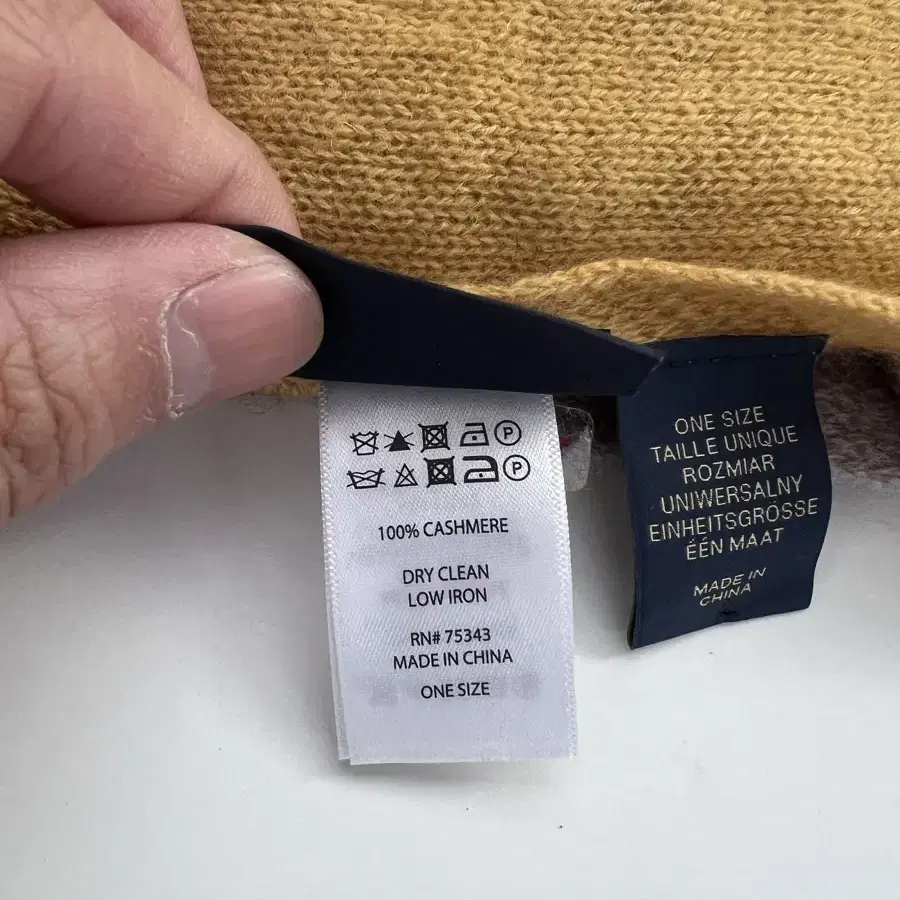 100% CASHMERE
DRY CLEAN
LOW IRON
RN# 75343
MADE IN CHINA
ONE SIZE
ONE SIZE
TAILLE UNIQUE
ROZMIAR
UNIWERSALNY
EINHEITSGRÖSSE
ÉÉN MAAT
MADE IN
CHINA